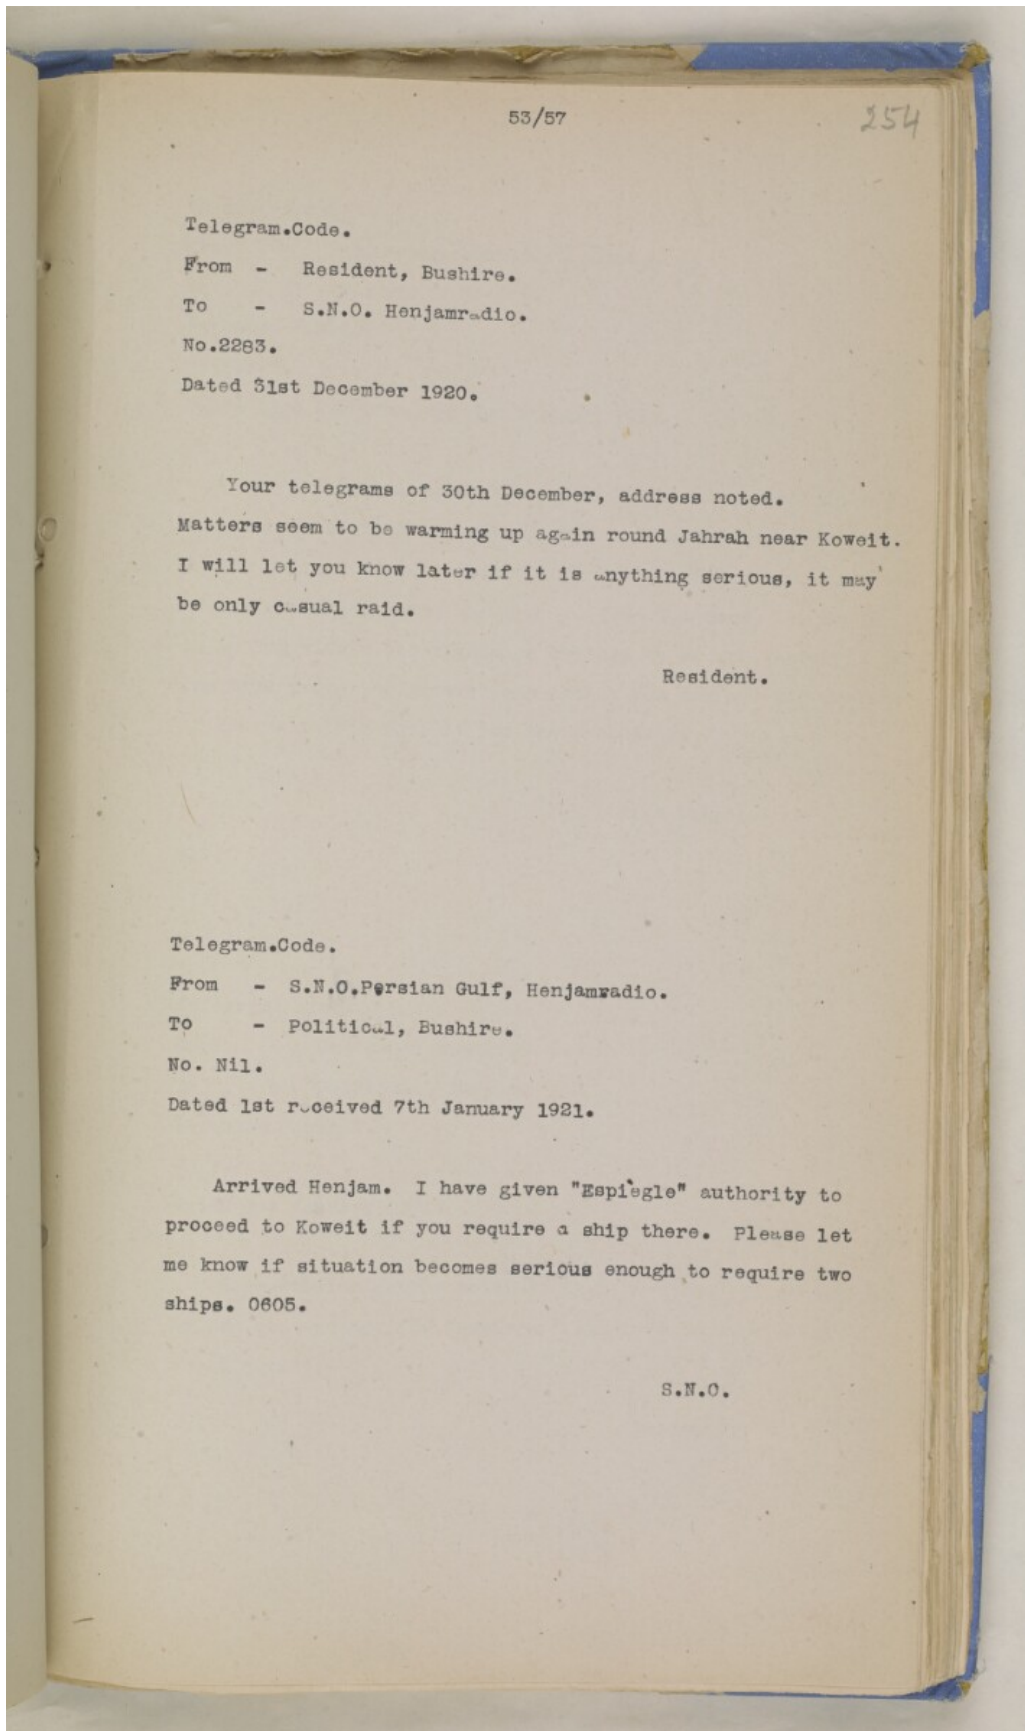 53/57
254
Telegram.Code.
From - Resident, Bushire.
To - S.N.O. Henjamradio.
No.2283.
Dated 31st December 1920.
Your telegrams of 30th December, address noted.
Matters seem to be warming up again round Jahrah near Koweit.
I will let you know later if it is anything serious, it may
be only casual raid.
Resident.
Telegram.Code.
From - S.N.O.Persian Gulf, Henjamradio.
To - Political, Bushire.
No. Nil.
Dated 1st received 7th January 1921.
Arrived Henjam. I have given "Espiegle" authority to
proceed to Koweit if you require a ship there. Please let
me know if situation becomes serious enough to require two
ships. 0605.
S.N.O.